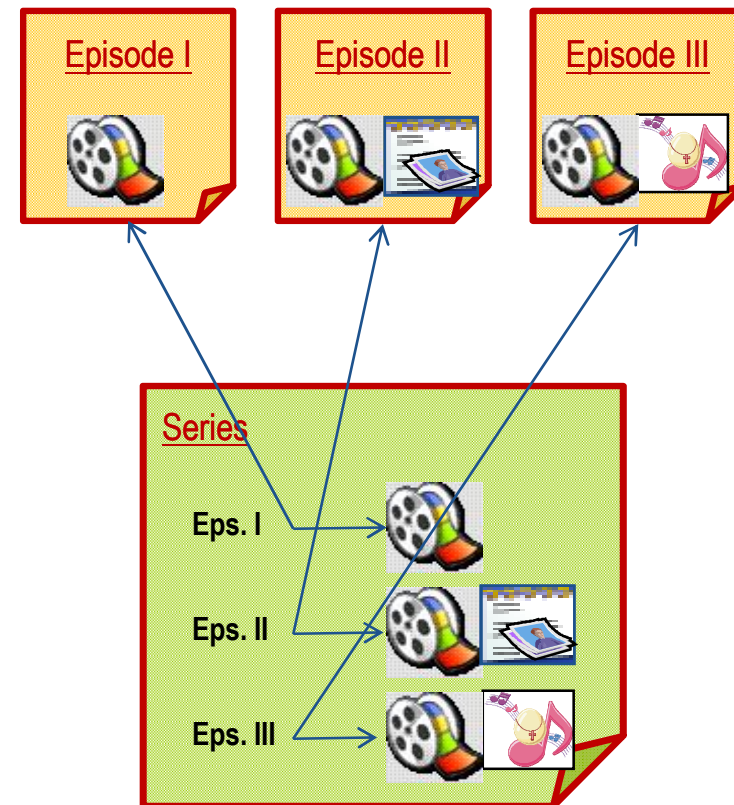 Episode I
Episode II
Episode III
Series
Eps. I
Eps. II
Eps. III